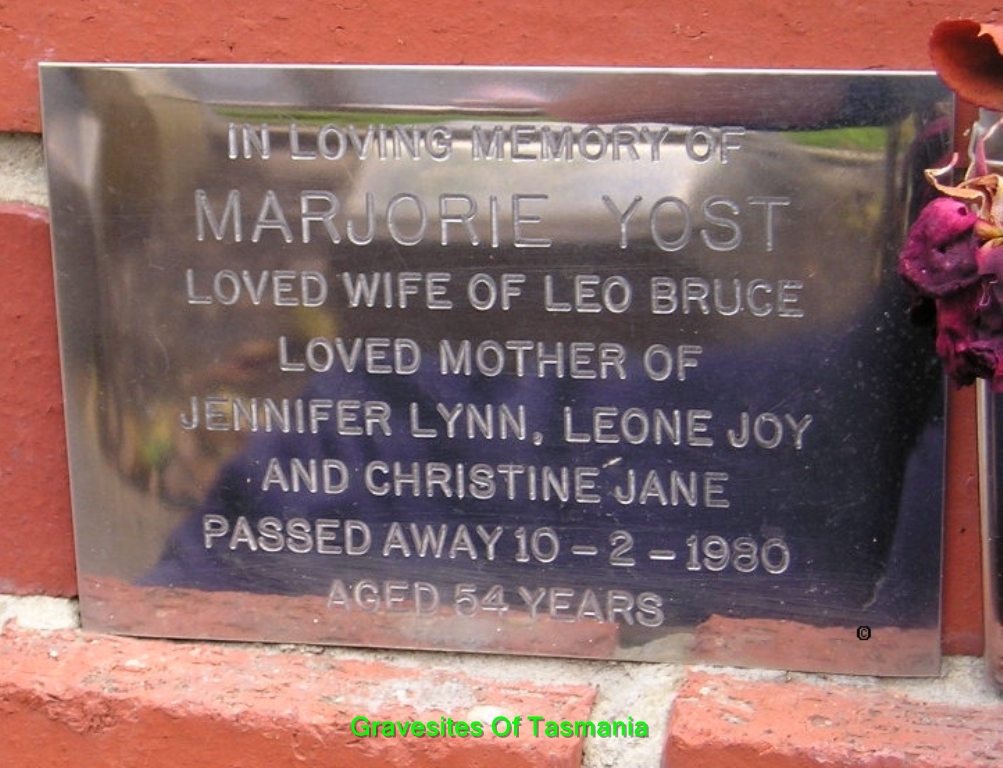 IN LOVING MEMORY OF
MARJORIE YOST
LOVED WIFE OF LEO BRUCE
LOVED MOTHER OF
JENNIFER LYNN, LEONE JOY
AND CHRISTINE JANE
PASSED AWAY 10 – 2 – 1980
AGED 54 YEARS
©
Gravesites Of Tasmania